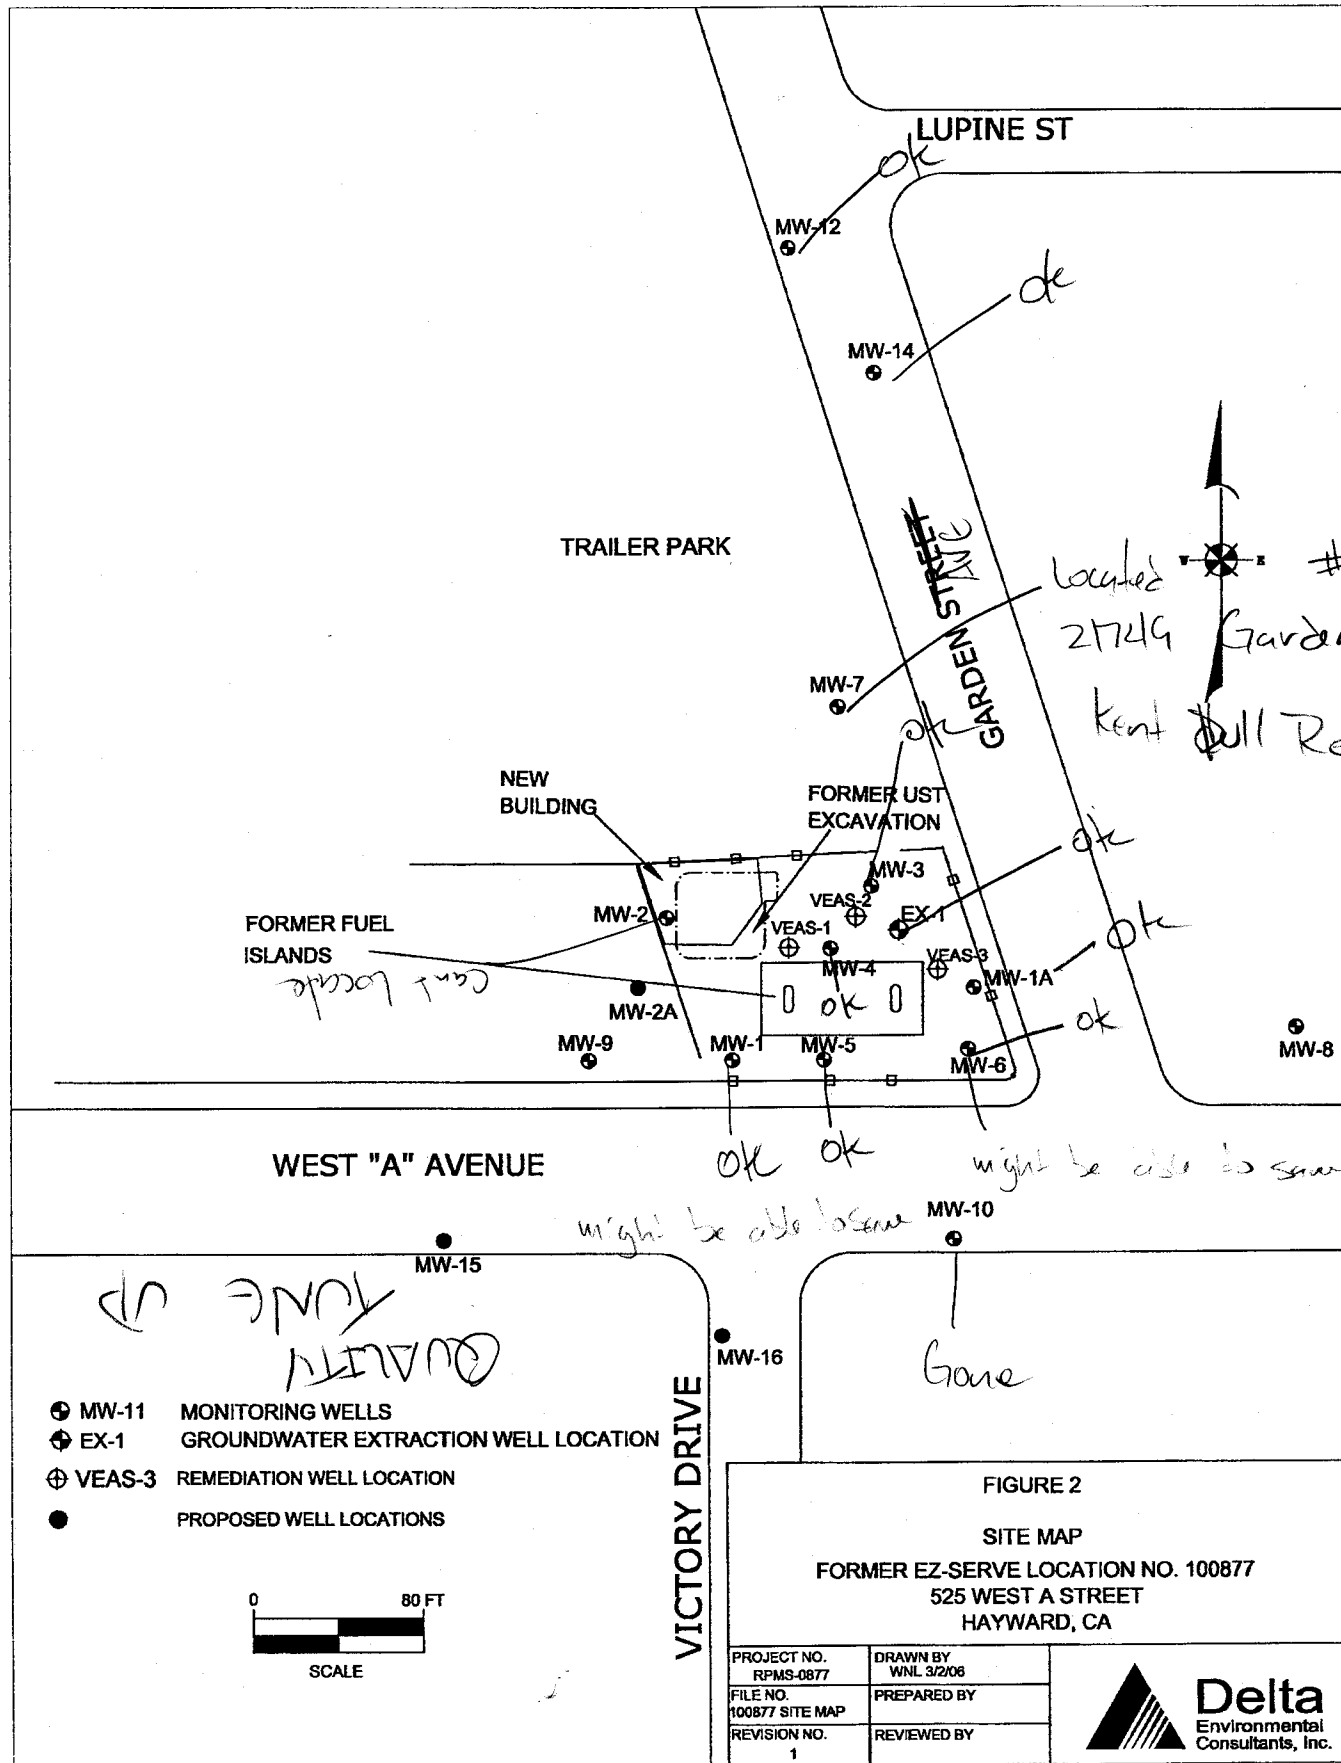 LUPINE ST
ok
MW-12
ok
MW-14
TRAILER PARK
GARDEN STREET
AVE
Located
#
W
E
21749 Garden
Kent
MW-7
ok
NEW
BUILDING
FORMER UST
EXCAVATION
ok
MW-3
VEAS-2
MW-2
EX-1
FORMER FUEL
ISLANDS
VEAS-1
ok
MW-4
VEAS-3
MW-1A
Cant Locate
MW-2A
ok
ok
MW-9
MW-1
MW-5
MW-6
MW-8
WEST "A" AVENUE
ok
ok
might be able to save
might be able to save
MW-10
MW-15
QUALITY
TUNE UP
MW-16
Gone
VICTORY DRIVE
MW-11 MONITORING WELLS
EX-1 GROUNDWATER EXTRACTION WELL LOCATION
VEAS-3 REMEDIATION WELL LOCATION
PROPOSED WELL LOCATIONS
0 80 FT
SCALE
FIGURE 2
SITE MAP
FORMER EZ-SERVE LOCATION NO. 100877
525 WEST A STREET
HAYWARD, CA
PROJECT NO.
RPMS-0877
DRAWN BY
WNL 3/2/06
FILE NO.
100877 SITE MAP
PREPARED BY
REVISION NO.
1
REVIEWED BY
Delta
Environmental
Consultants, Inc.